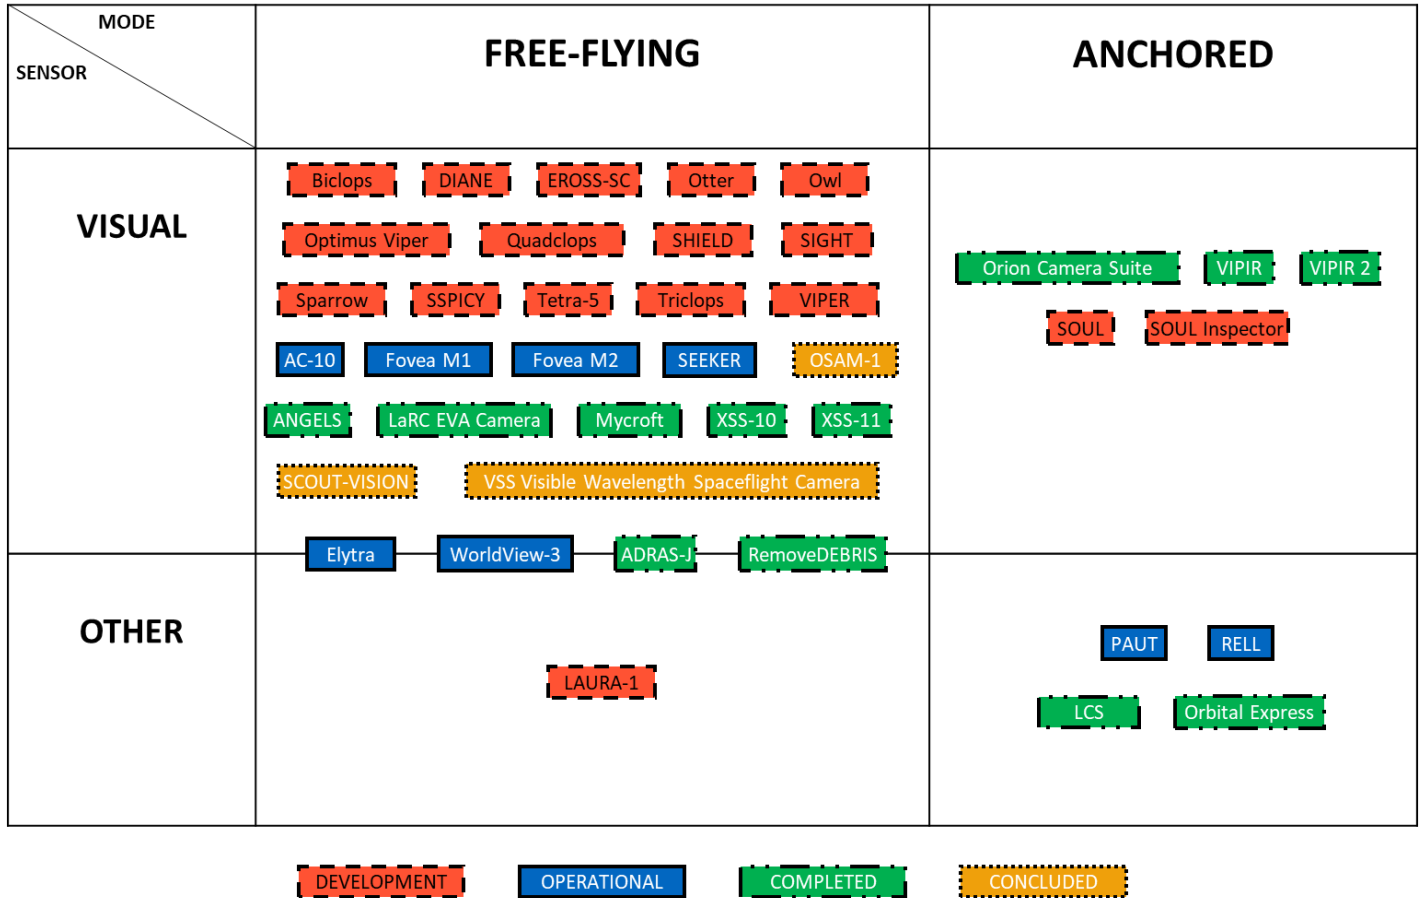 MODE
SENSOR
FREE-FLYING
ANCHORED
VISUAL
Biclops DIANE EROSS-SC Otter Owl
Optimus Viper Quadclops SHIELD SIGHT
Sparrow SSPICY Tetra-5 Triclops VIPER
AC-10 Fovea M1 Fovea M2 SEEKER OSAM-1
ANGELS LaRC EVA Camera Mycroft XSS-10 XSS-11
SCOUT-VISION VSS Visible Wavelength Spaceflight Camera
Orion Camera Suite VIPIR VIPIR 2
SOUL SOUL Inspector
Elytra WorldView-3 ADRAS-J RemoveDEBRIS
OTHER
LAURA-1
PAUT RELL
LCS Orbital Express
DEVELOPMENT OPERATIONAL COMPLETED CONCLUDED